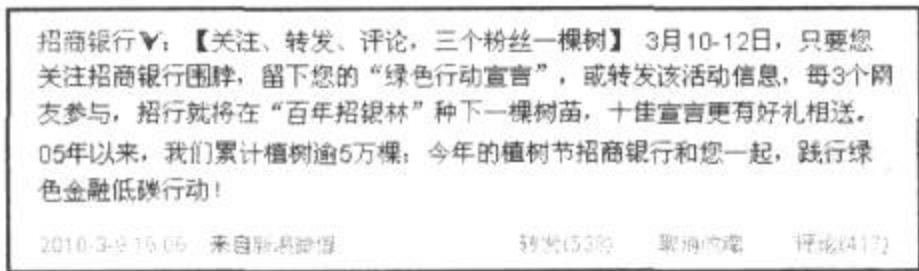 招商银行V：【关注、转发、评论，三个粉丝一棵树】 3月10-12日，只要您
关注招商银行围脖，留下您的“绿色行动宣言”，或转发该活动信息，每3个网
友参与，招行就将在“百年招银林”种下一棵树苗，十佳宣言更有好礼相送。
05年以来，我们累计植树逾5万棵；今年的植树节招商银行和您一起，践行绿
色金融低碳行动！
2010-3-9 来自新浪微博 转发(538) 取消收藏 评论(417)